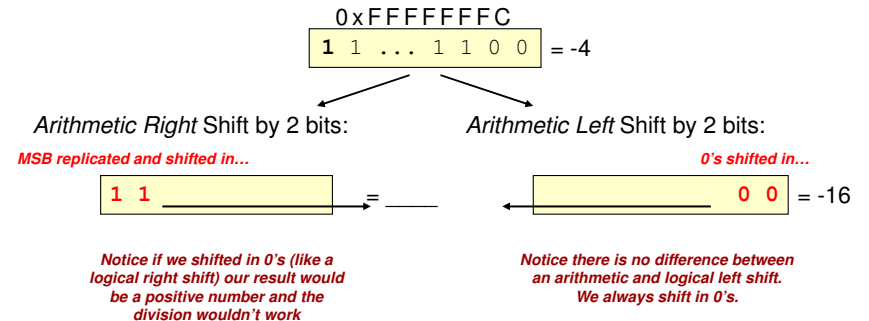 0xFFFFFFFC
1 1 ... 1 1 0 0 = -4
Arithmetic Right Shift by 2 bits:
Arithmetic Left Shift by 2 bits:
MSB replicated and shifted in…
0's shifted in…
1 1 = ____
0 0 = -16
Notice if we shifted in 0's (like a
logical right shift) our result would
be a positive number and the
division wouldn't work
Notice there is no difference between
an arithmetic and logical left shift.
We always shift in 0's.